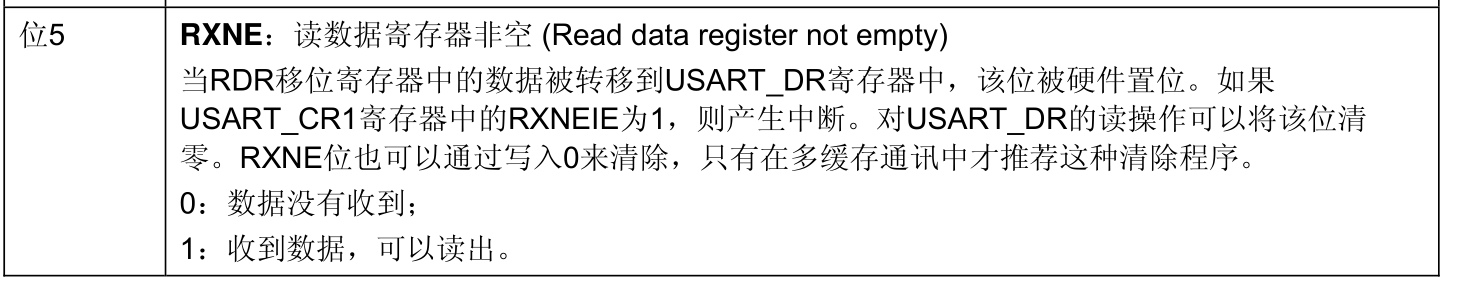 位5
RXNE：读数据寄存器非空 (Read data register not empty)
当RDR移位寄存器中的数据被转移到USART_DR寄存器中，该位被硬件置位。如果
USART_CR1寄存器中的RXNEIE为1，则产生中断。对USART_DR的读操作可以将该位清
零。RXNE位也可以通过写入0来清除，只有在多缓存通讯中才推荐这种清除程序。
0：数据没有收到；
1：收到数据，可以读出。